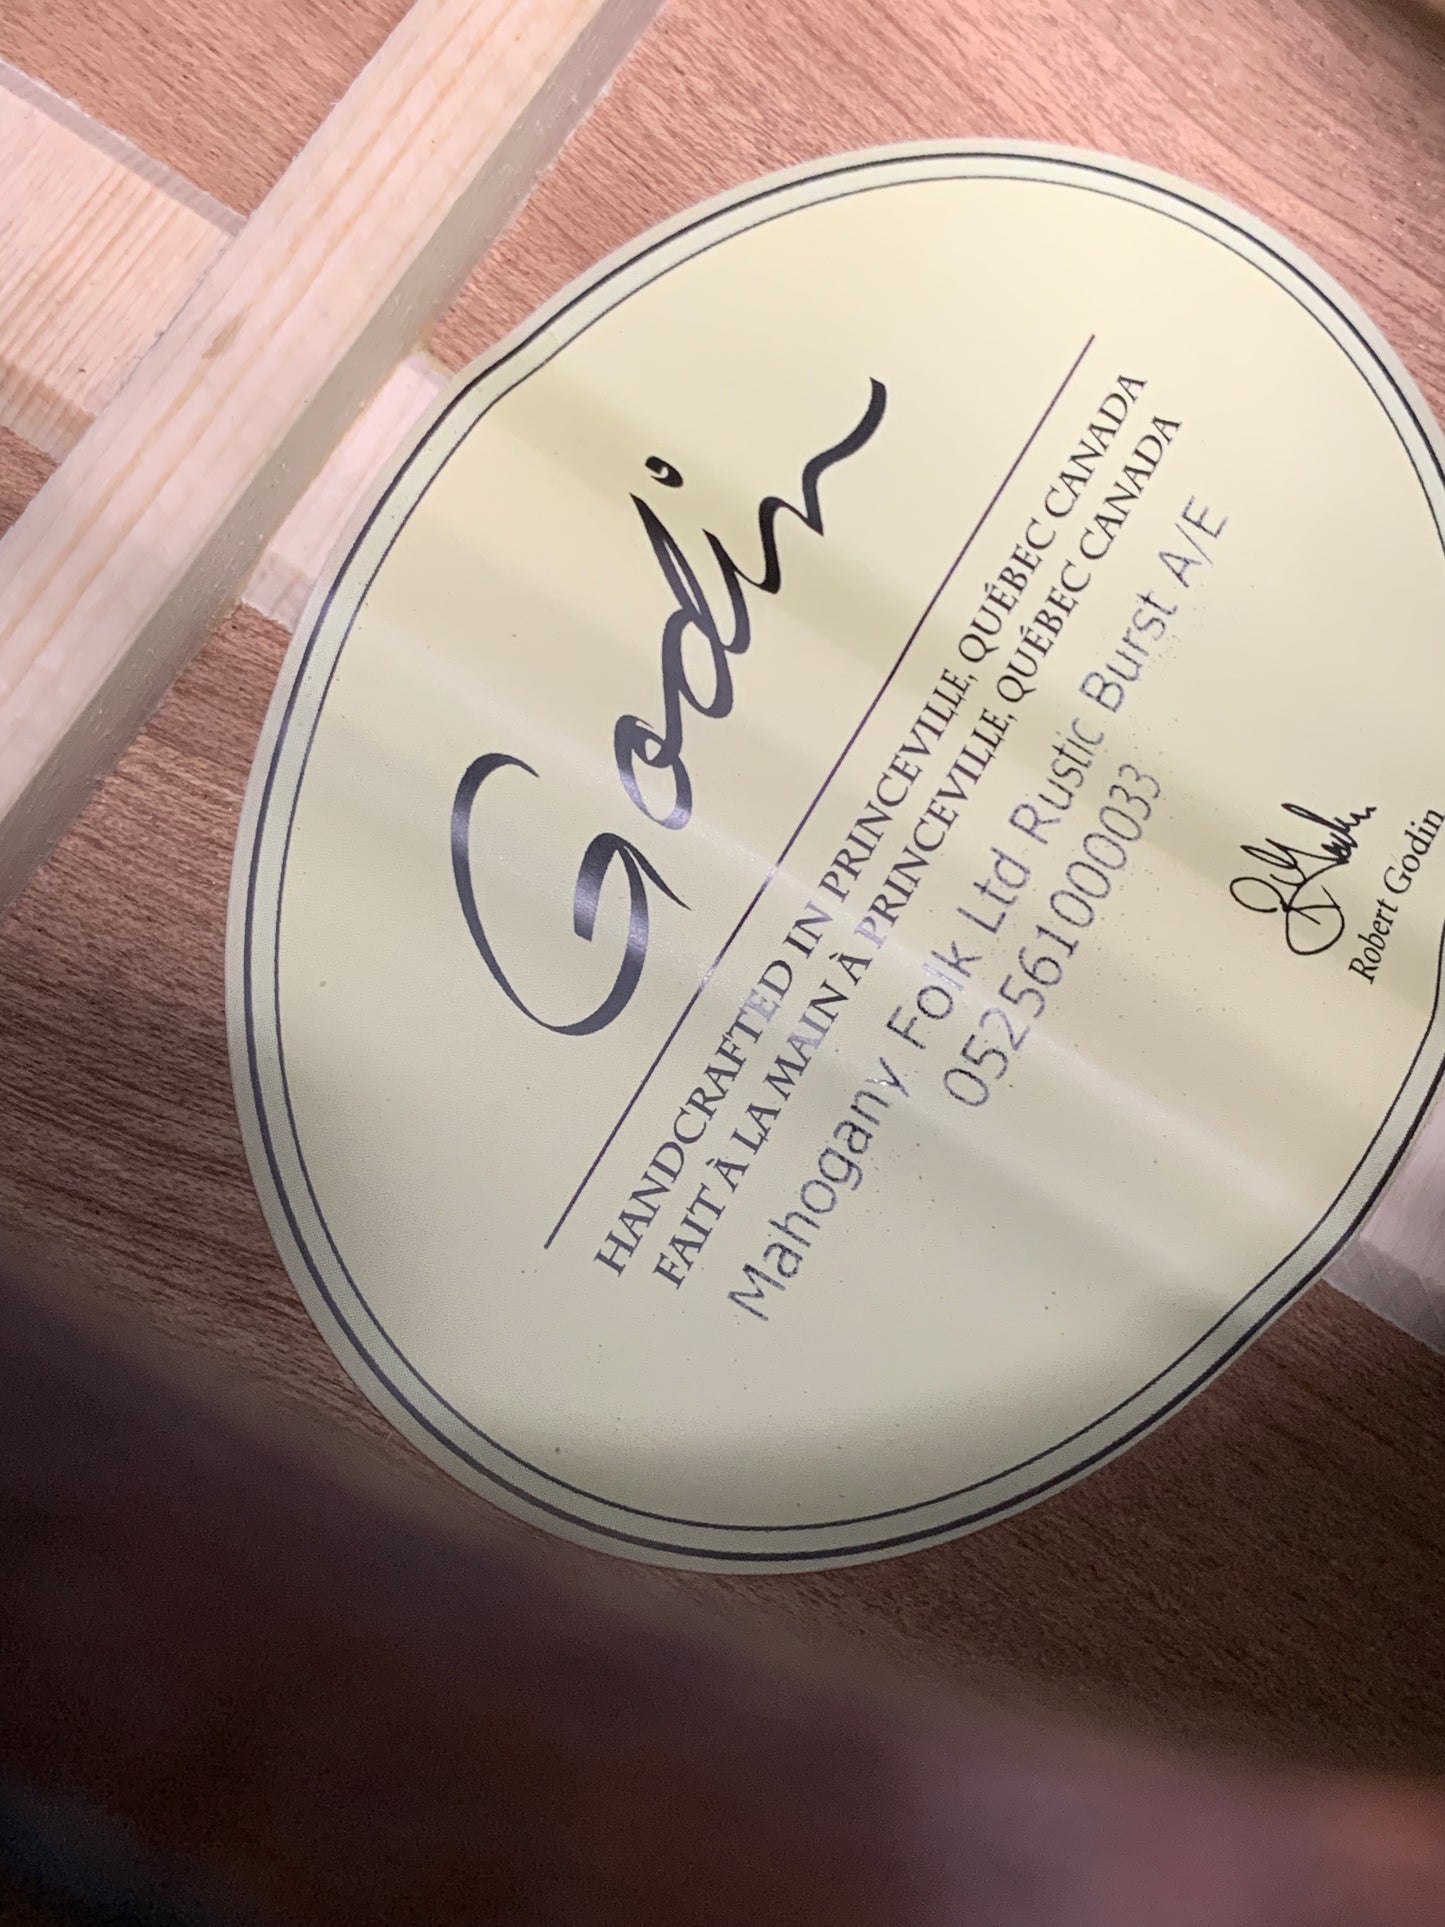 Godin
HANDCRAFTED IN PRINCEVILLE, QUÉBEC CANADA
FAIT À LA MAIN À PRINCEVILLE, QUÉBEC CANADA
Mahogany Folk Ltd Rustic Burst A/E
052561000033
Robert Godin